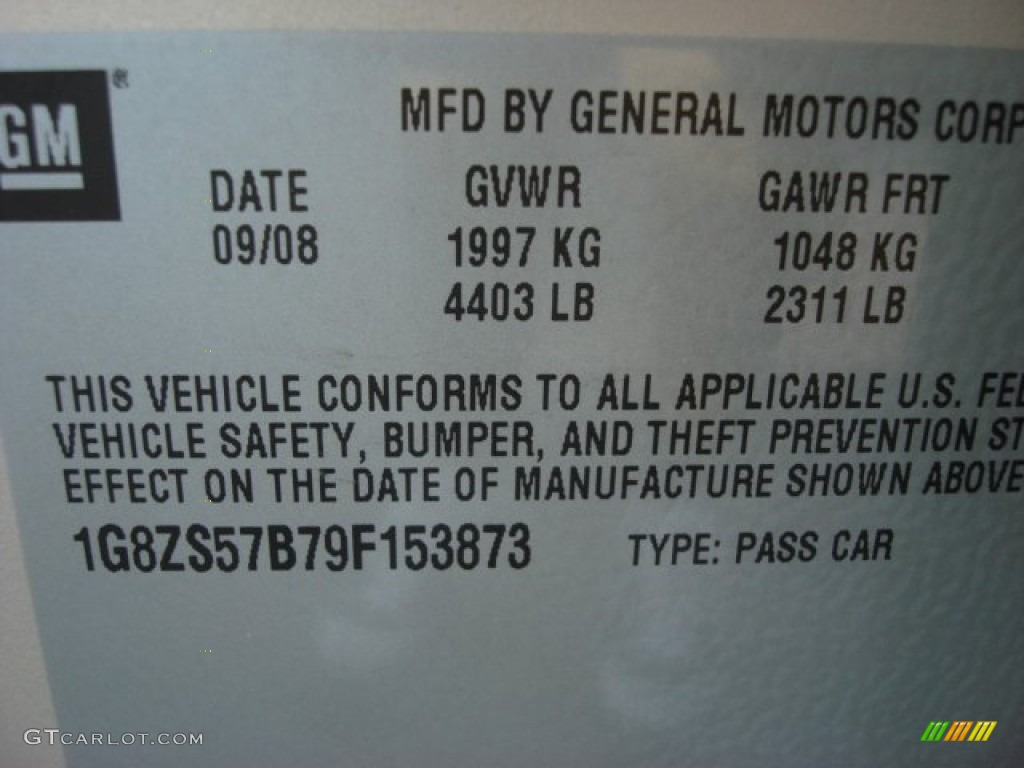 GM ®
MFD BY GENERAL MOTORS CORP
DATE GVWR GAWR FRT
09/08 1997 KG 1048 KG
4403 LB 2311 LB
THIS VEHICLE CONFORMS TO ALL APPLICABLE U.S.
VEHICLE SAFETY, BUMPER, AND THEFT PREVENTION
EFFECT ON THE DATE OF MANUFACTURE SHOWN ABOVE
1G8ZS57B79F153873 TYPE: PASS CAR
GTCARLOT.COM